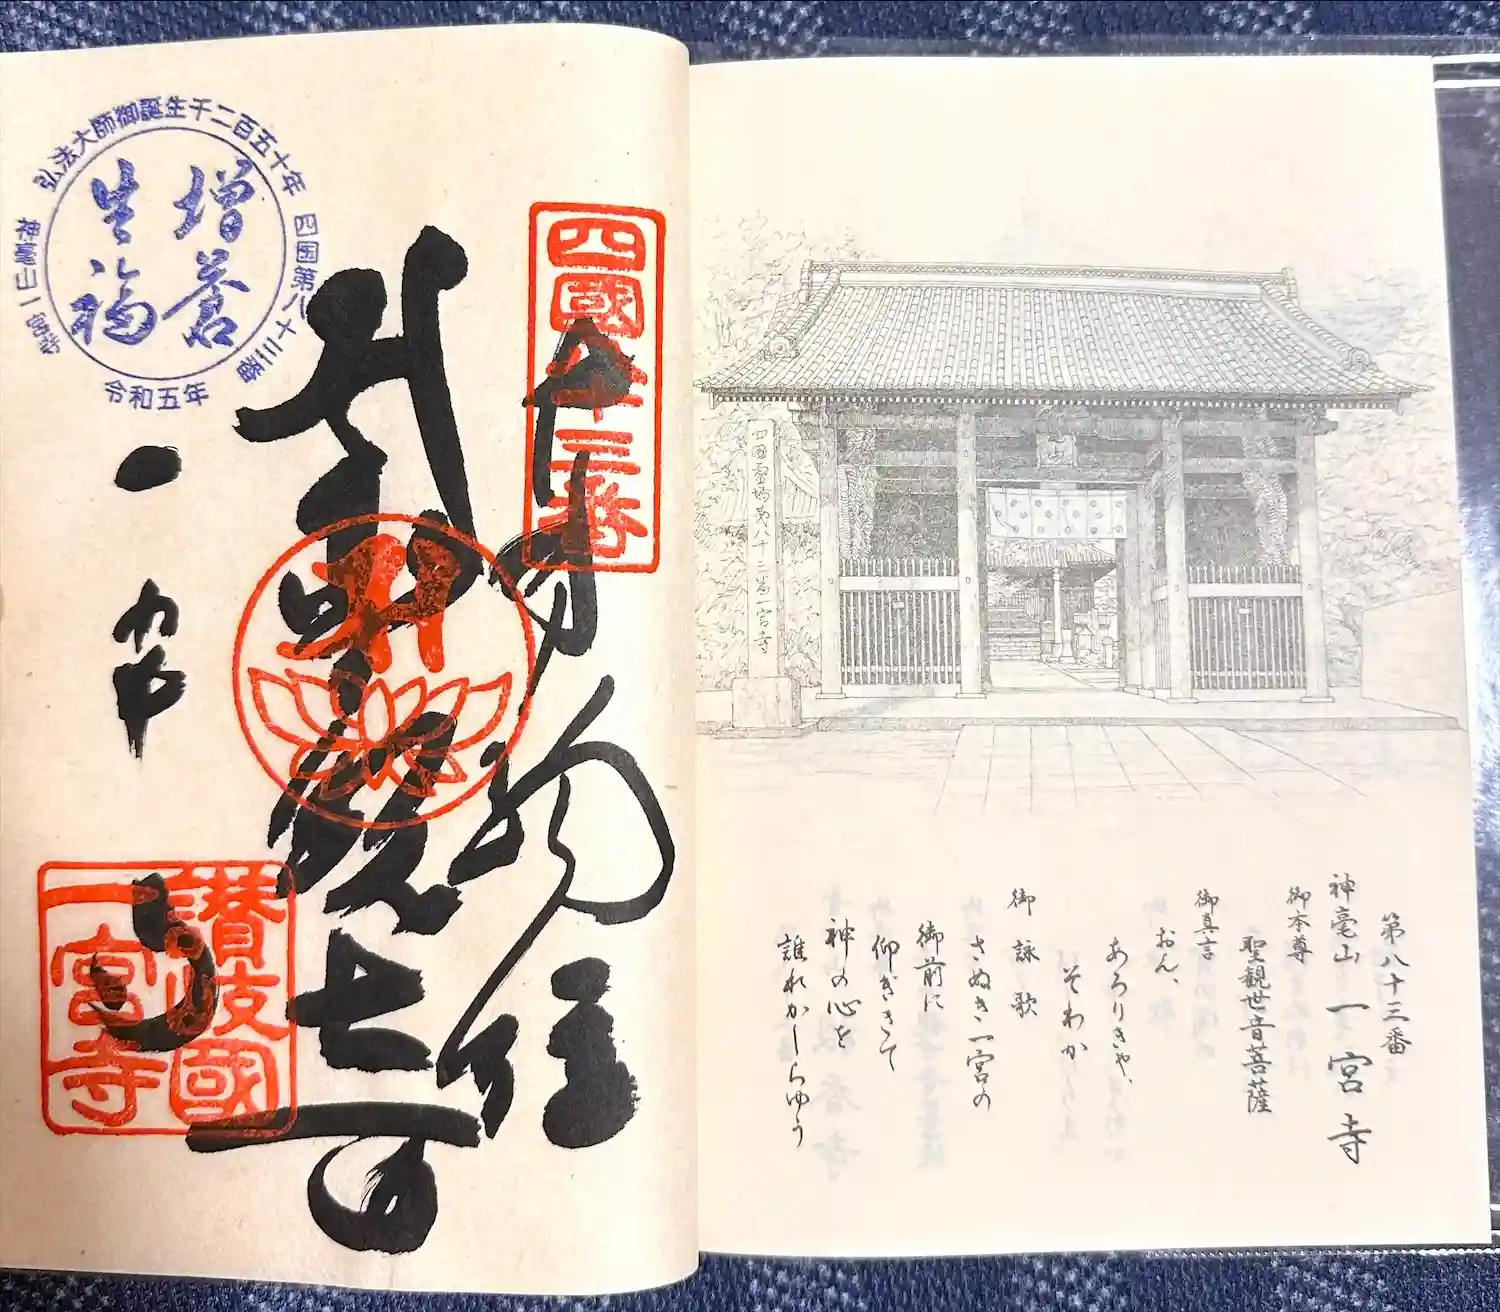 弘法大師御誕生千二百五十年
四国第八十三番
神毫山一宮寺
令和五年
増益
生福
四國第八十三番
讃岐國
一宮寺
奉納経
一宮
寺
四国霊場第八十三番一宮寺
第八十三番
神毫山 一宮寺
御本尊
聖観世音菩薩
御真言
おん、
あろりきゃ、
そわか
御詠歌
さぬき一宮の
御前に
仰ぎきて
神の心を
誰れかしらゆう